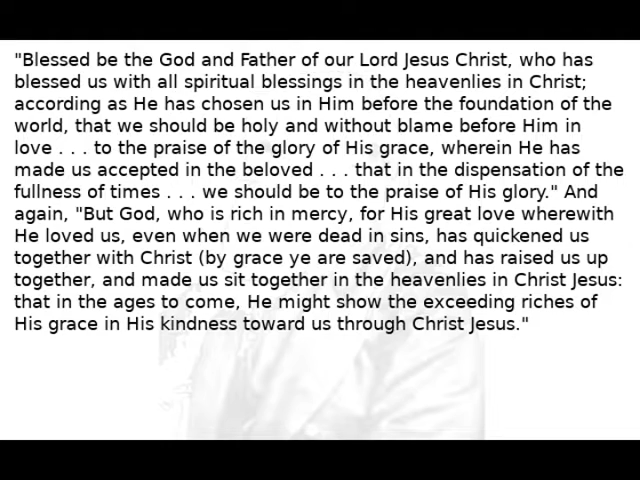 "Blessed be the God and Father of our Lord Jesus Christ, who has
blessed us with all spiritual blessings in the heavenlies in Christ;
according as He has chosen us in Him before the foundation of the
world, that we should be holy and without blame before Him in
love . . . to the praise of the glory of His grace, wherein He has
made us accepted in the beloved . . . that in the dispensation of the
fullness of times . . . we should be to the praise of His glory." And
again, "But God, who is rich in mercy, for His great love wherewith
He loved us, even when we were dead in sins, has quickened us
together with Christ (by grace ye are saved), and has raised us up
together, and made us sit together in the heavenlies in Christ Jesus:
that in the ages to come, He might show the exceeding riches of
His grace in His kindness toward us through Christ Jesus."